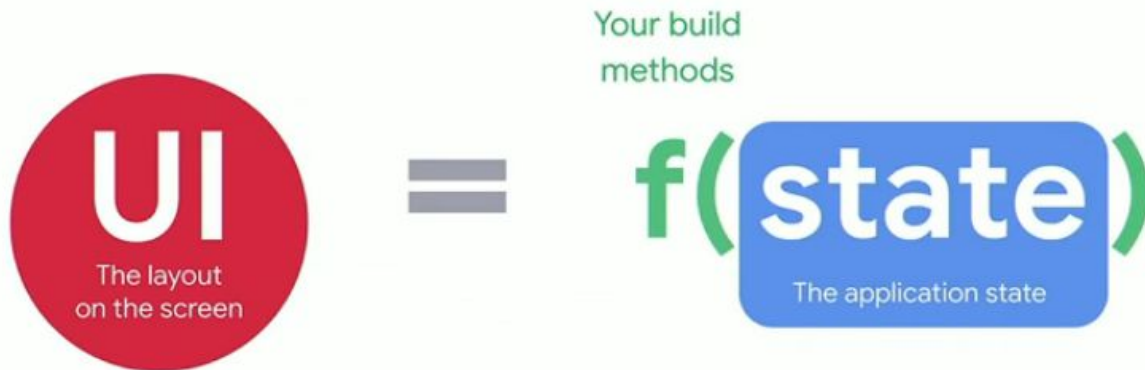 Your build
methods
UI
The layout
on the screen
=
f(state)
The application state